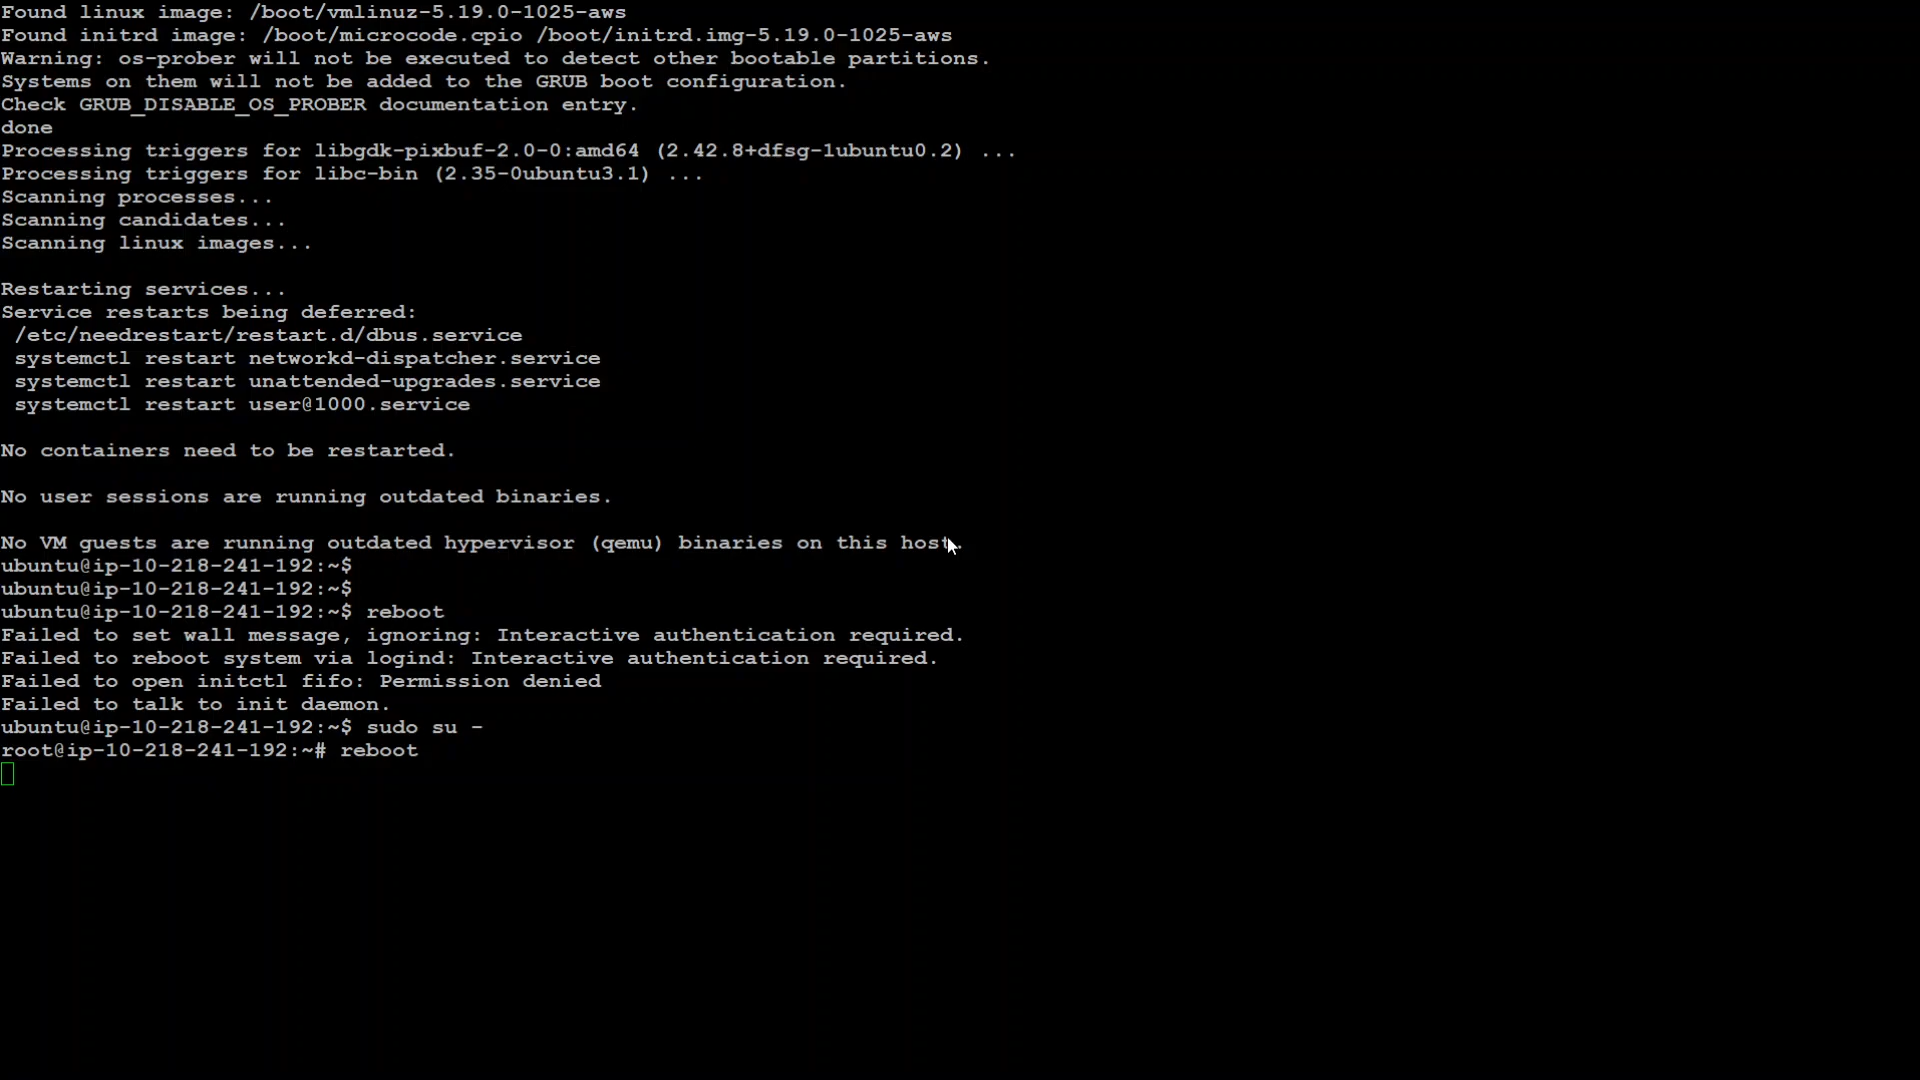 Found linux image: /boot/vmlinuz-5.19.0-1025-aws
Found initrd image: /boot/microcode.cpio /boot/initrd.img-5.19.0-1025-aws
Warning: os-prober will not be executed to detect other bootable partitions.
Systems on them will not be added to the GRUB boot configuration.
Check GRUB_DISABLE_OS_PROBER documentation entry.
done
Processing triggers for libgdk-pixbuf-2.0-0:amd64 (2.42.8+dfsg-1ubuntu0.2) ...
Processing triggers for libc-bin (2.35-0ubuntu3.1) ...
Scanning processes...
Scanning candidates...
Scanning linux images...
Restarting services...
Service restarts being deferred:
 /etc/needrestart/restart.d/dbus.service
 systemctl restart networkd-dispatcher.service
 systemctl restart unattended-upgrades.service
 systemctl restart user@1000.service
No containers need to be restarted.
No user sessions are running outdated binaries.
No VM guests are running outdated hypervisor (qemu) binaries on this host.
ubuntu@ip-10-218-241-192:~$
ubuntu@ip-10-218-241-192:~$
ubuntu@ip-10-218-241-192:~$ reboot
Failed to set wall message, ignoring: Interactive authentication required.
Failed to reboot system via logind: Interactive authentication required.
Failed to open initctl fifo: Permission denied
Failed to talk to init daemon.
ubuntu@ip-10-218-241-192:~$ sudo su -
root@ip-10-218-241-192:~# reboot